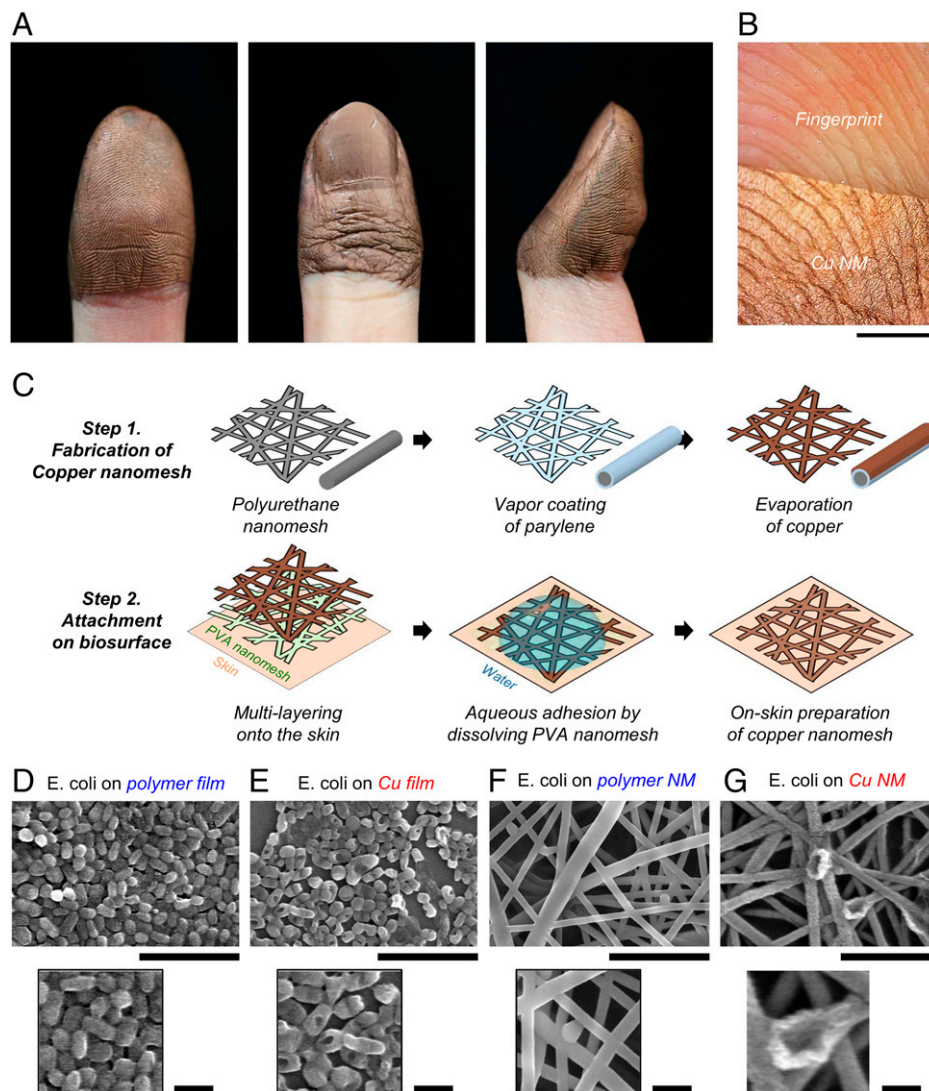 A
B
Fingerprint
Cu NM
C
Step 1.
Fabrication of
Copper nanomesh
Polyurethane
nanomesh
Vapor coating
of parylene
Evaporation
of copper
Step 2.
Attachment
on biosurface
PVA nanomesh
Skin
Water
Multi-layering
onto the skin
Aqueous adhesion by
dissolving PVA nanomesh
On-skin preparation
of copper nanomesh
D E. coli on polymer film
E E. coli on Cu film
F E. coli on polymer NM
G E. coli on Cu NM